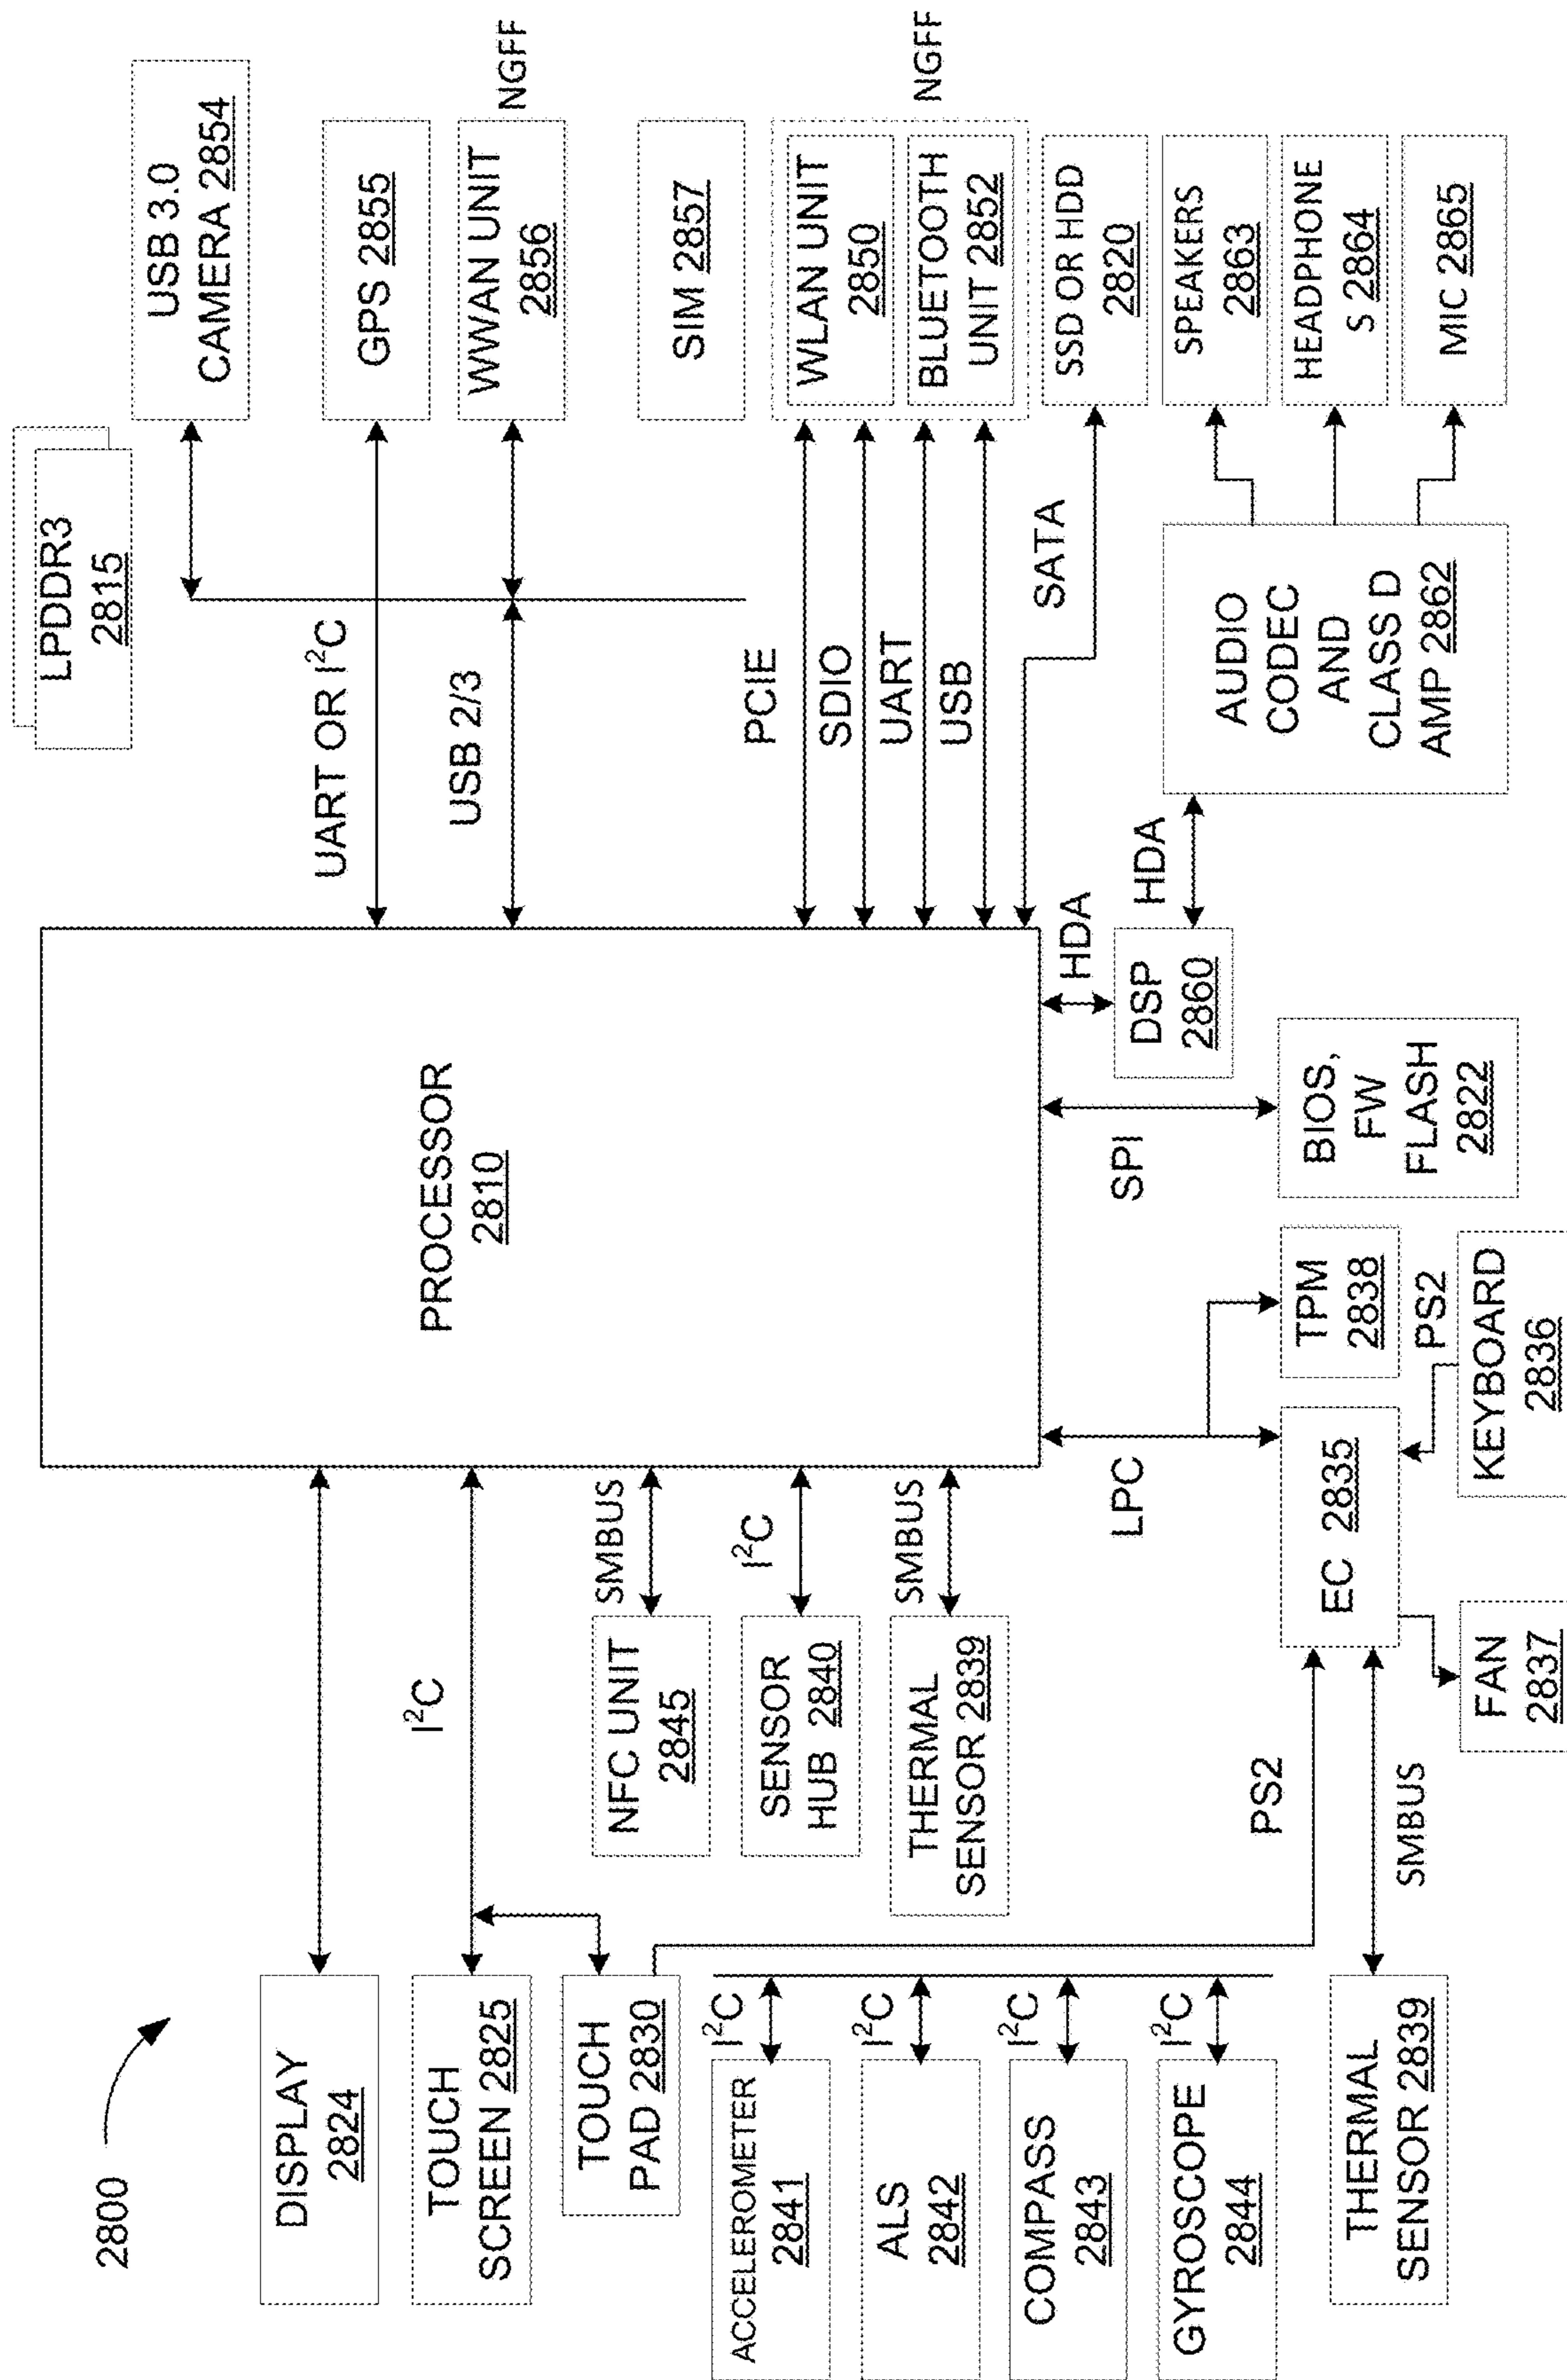 2800
LPDDR3
2815
DISPLAY
2824
TOUCH
SCREEN 2825
TOUCH
PAD 2830
I²C
ACCELEROMETER
2841
I²C
ALS
2842
I²C
COMPASS
2843
I²C
GYROSCOPE
2844
I²C
THERMAL
SENSOR 2839
SMBUS
NFC UNIT
2845
SMBUS
SENSOR
HUB 2840
I²C
THERMAL
SENSOR 2839
SMBUS
PROCESSOR
2810
UART OR I²C
USB 2/3
USB 3.0
CAMERA 2854
GPS 2855
WWAN UNIT
2856
NGFF
SIM 2857
PCIE
SDIO
UART
USB
WLAN UNIT
2850
BLUETOOTH
UNIT 2852
NGFF
SATA
SSD OR HDD
2820
SPEAKERS
2863
HEADPHONE
S 2864
MIC 2865
AUDIO
CODEC
AND
CLASS D
AMP 2862
HDA
HDA
DSP
2860
SPI
BIOS,
FW
FLASH
2822
LPC
TPM
2838
PS2
KEYBOARD
2836
EC 2835
PS2
FAN
2837